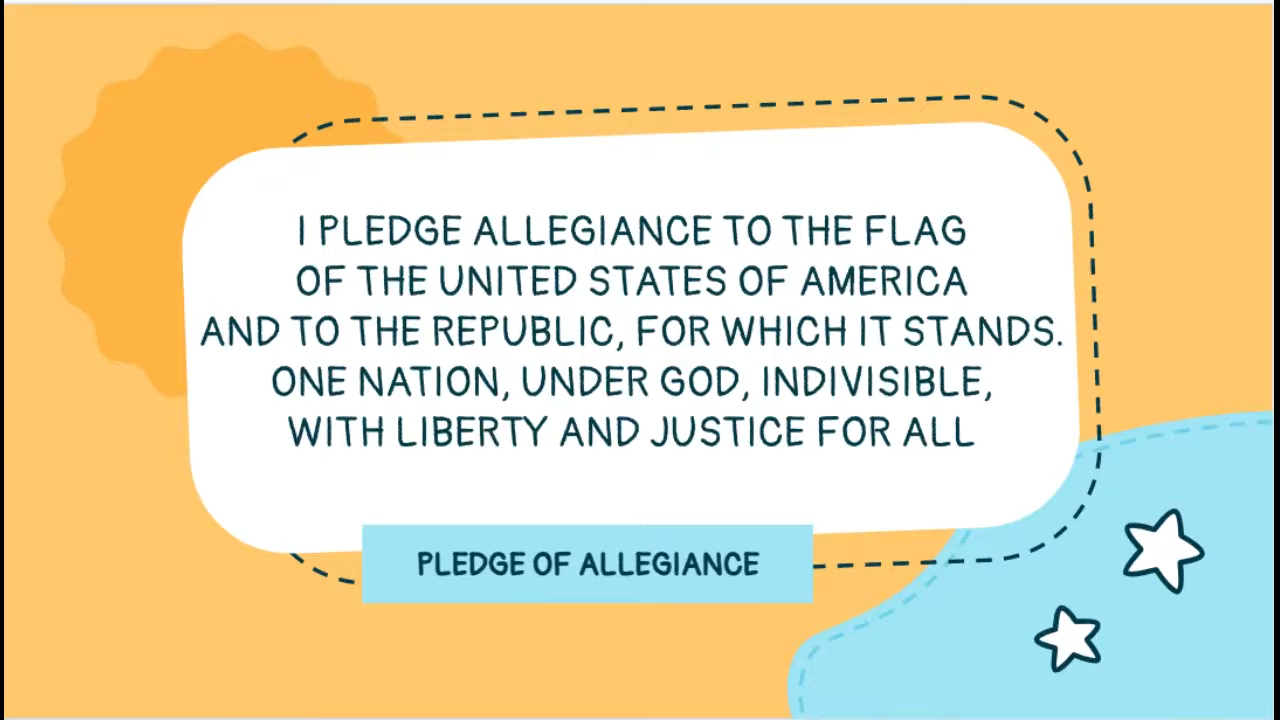 I PLEDGE ALLEGIANCE TO THE FLAG
OF THE UNITED STATES OF AMERICA
AND TO THE REPUBLIC, FOR WHICH IT STANDS.
ONE NATION, UNDER GOD, INDIVISIBLE,
WITH LIBERTY AND JUSTICE FOR ALL
PLEDGE OF ALLEGIANCE